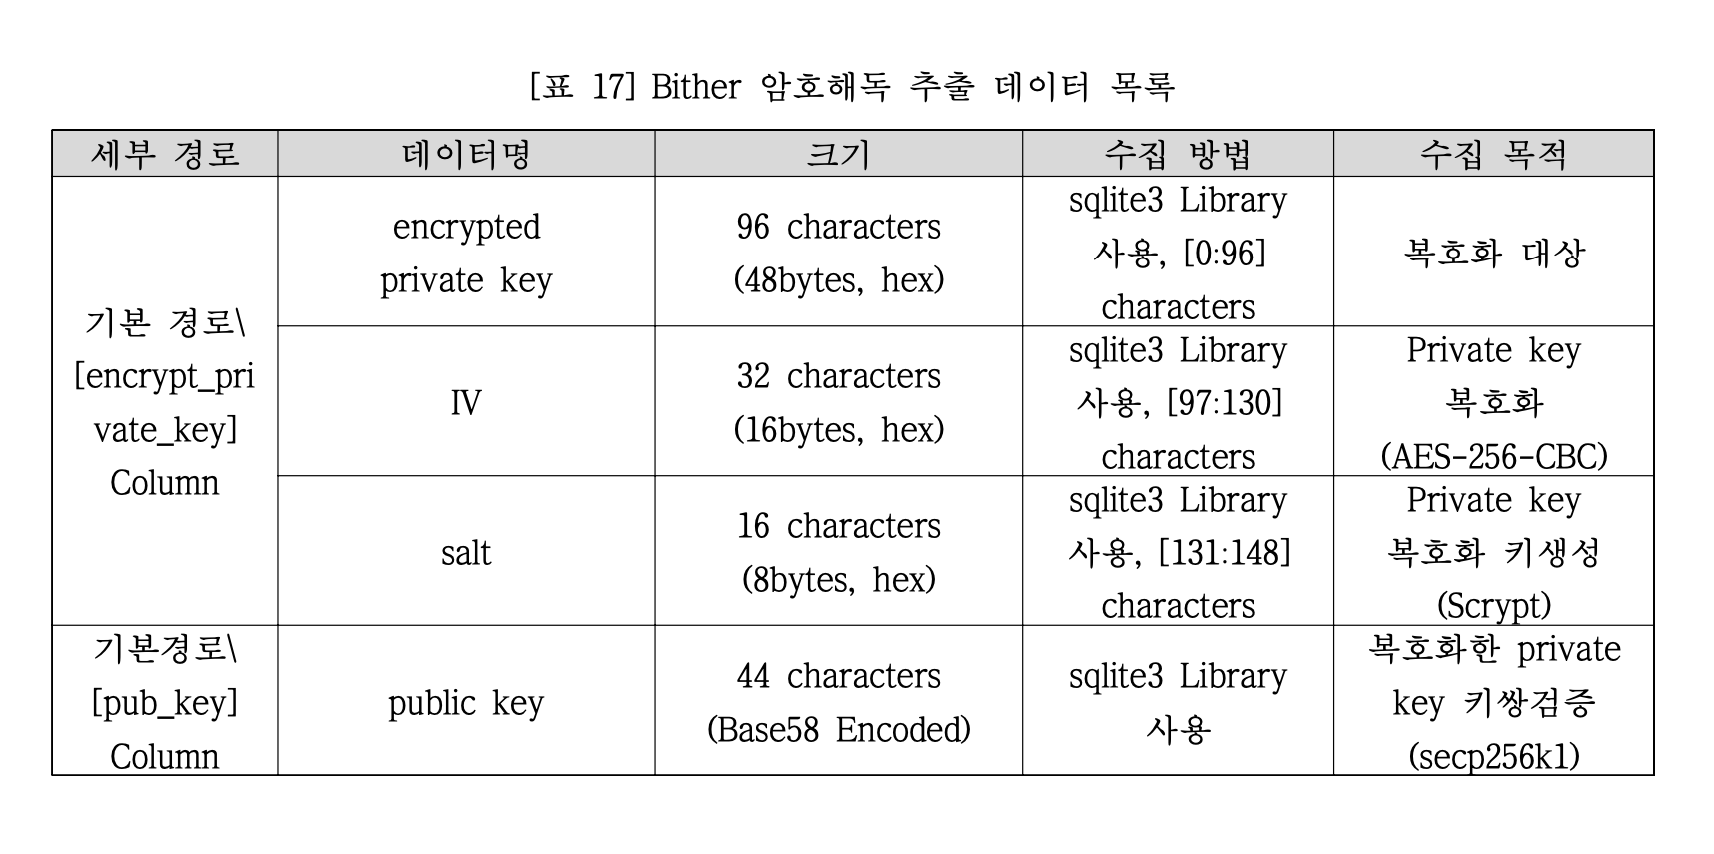 [표 17] Bither 암호해독 추출 데이터 목록
세부 경로 데이터명 크기 수집 방법 수집 목적
기본 경로\
[encrypt_pri
vate_key]
Column
encrypted
private key
96 characters
(48bytes, hex)
sqlite3 Library
사용, [0:96]
characters
복호화 대상
IV
32 characters
(16bytes, hex)
sqlite3 Library
사용, [97:130]
characters
Private key
복호화
(AES-256-CBC)
salt
16 characters
(8bytes, hex)
sqlite3 Library
사용, [131:148]
characters
Private key
복호화 키생성
(Scrypt)
기본경로\
[pub_key]
Column
public key
44 characters
(Base58 Encoded)
sqlite3 Library
사용
복호화한 private
key 키쌍검증
(secp256k1)